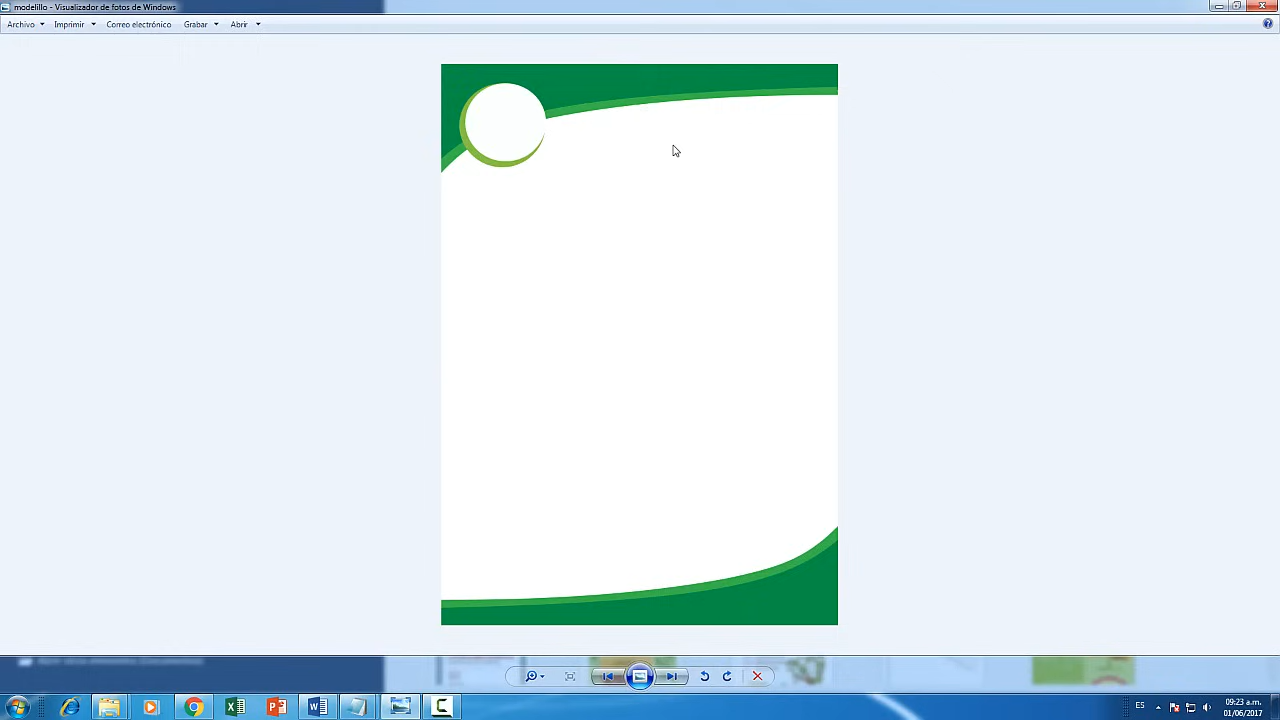 modelillo - Visualizador de fotos de Windows
Archivo Imprimir Correo electrónico Grabar Abrir
ES 09:23 a.m.
01/06/2017